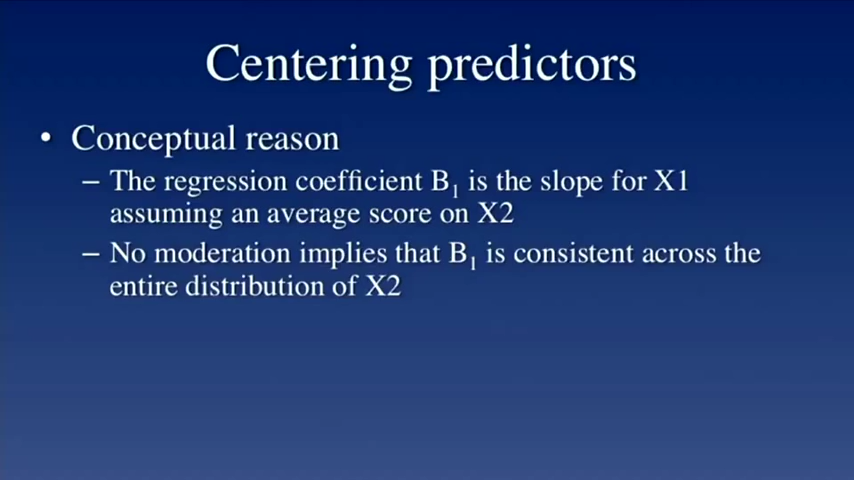 Centering predictors
• Conceptual reason
– The regression coefficient B₁ is the slope for X1
assuming an average score on X2
– No moderation implies that B₁ is consistent across the
entire distribution of X2